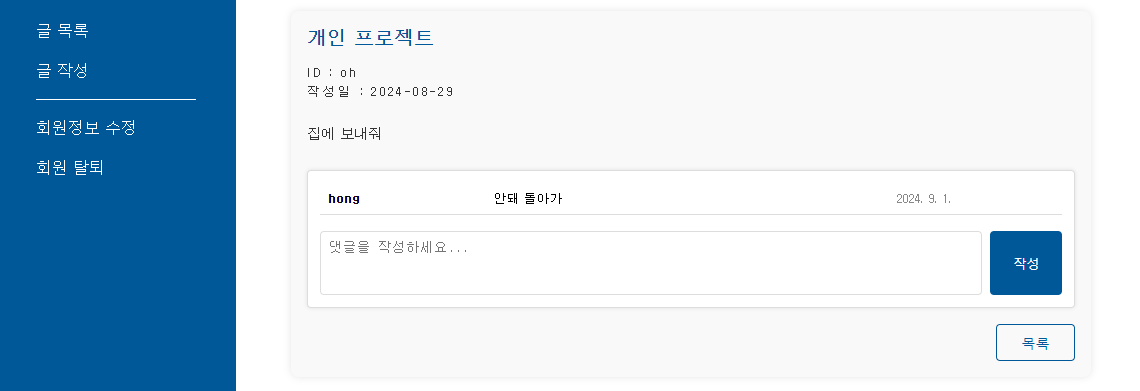 글 목록
글 작성
회원정보 수정
회원 탈퇴
개인 프로젝트
ID : oh
작성일 : 2024-08-29
집에 보내줘
hong 안돼 돌아가 2024. 9. 1.
댓글을 작성하세요...
작성
목록